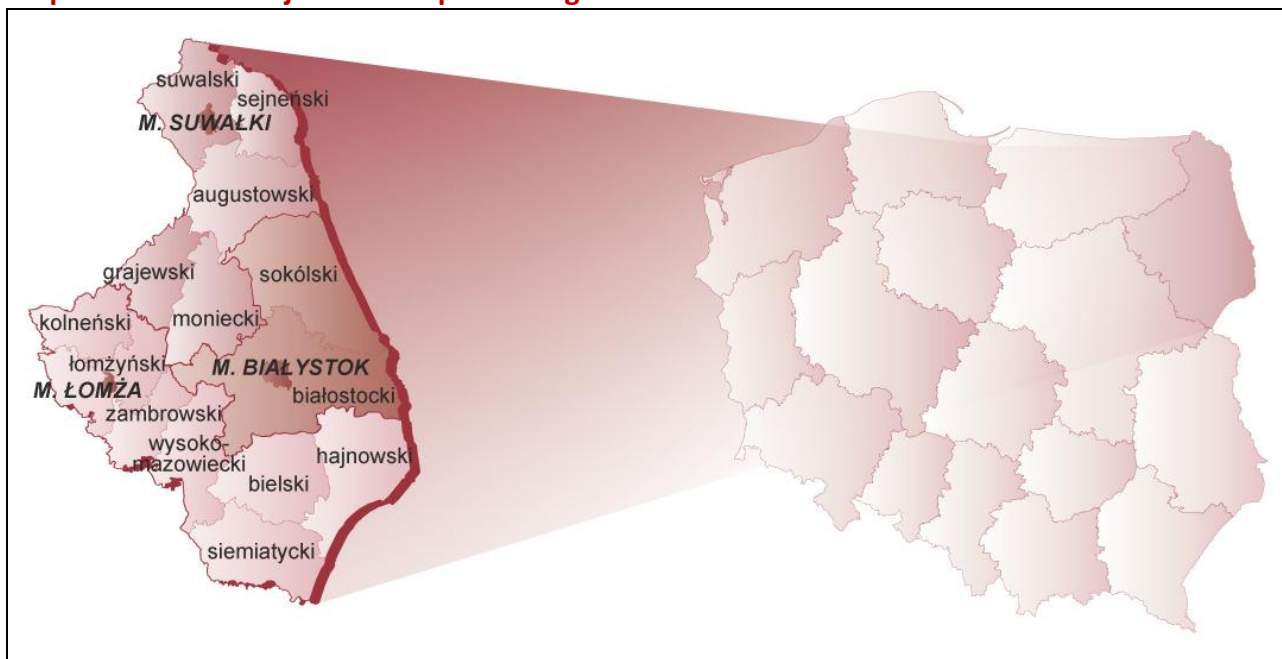 suwalski
sejneński
M. SUWAŁKI
augustowski
sokólski
grajewski
kolneński
moniecki
łomżyński
M. BIAŁYSTOK
M. ŁOMŻA
białostocki
zambrowski
wysoko-
mazowiecki
hajnowski
bielski
siemiatycki